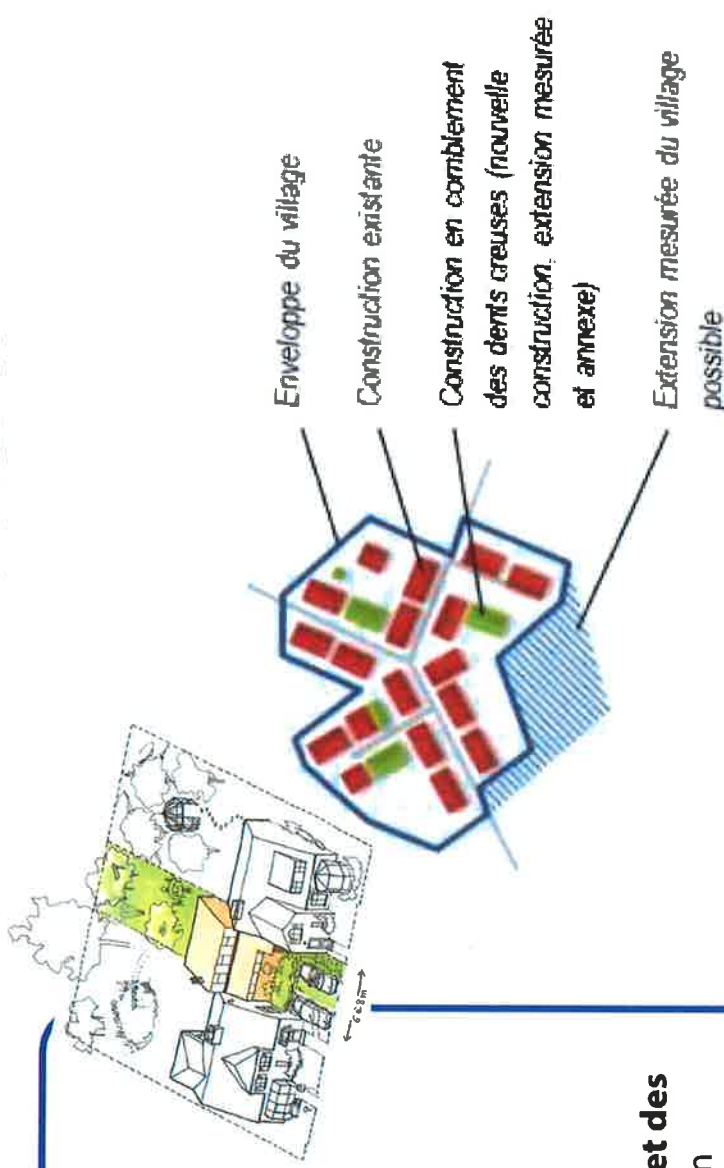 Enveloppe du village
Construction existante
Construction en comblement
des dents creuses (nouvelle
construction, extension mesurée
et annexe)
Extension mesurée du village
possible
et des
n